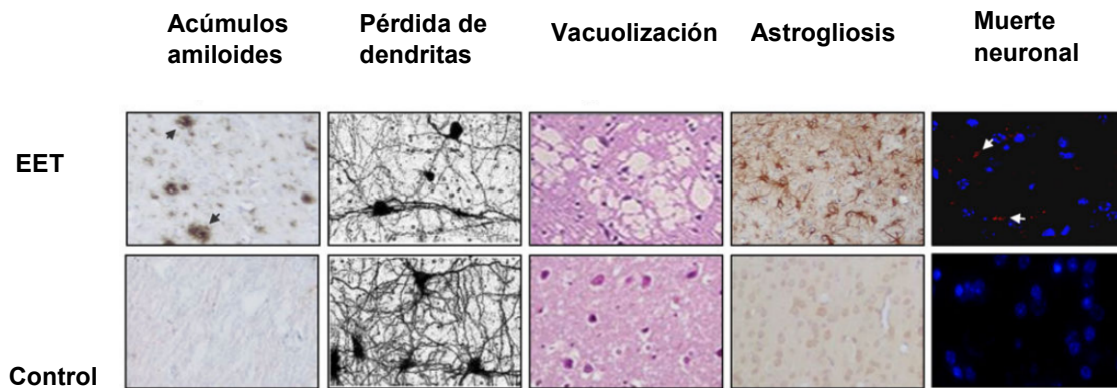 Acúmulos
amiloides
Pérdida de
dendritas
Vacuolización
Astrogliosis
Muerte
neuronal
EET
Control